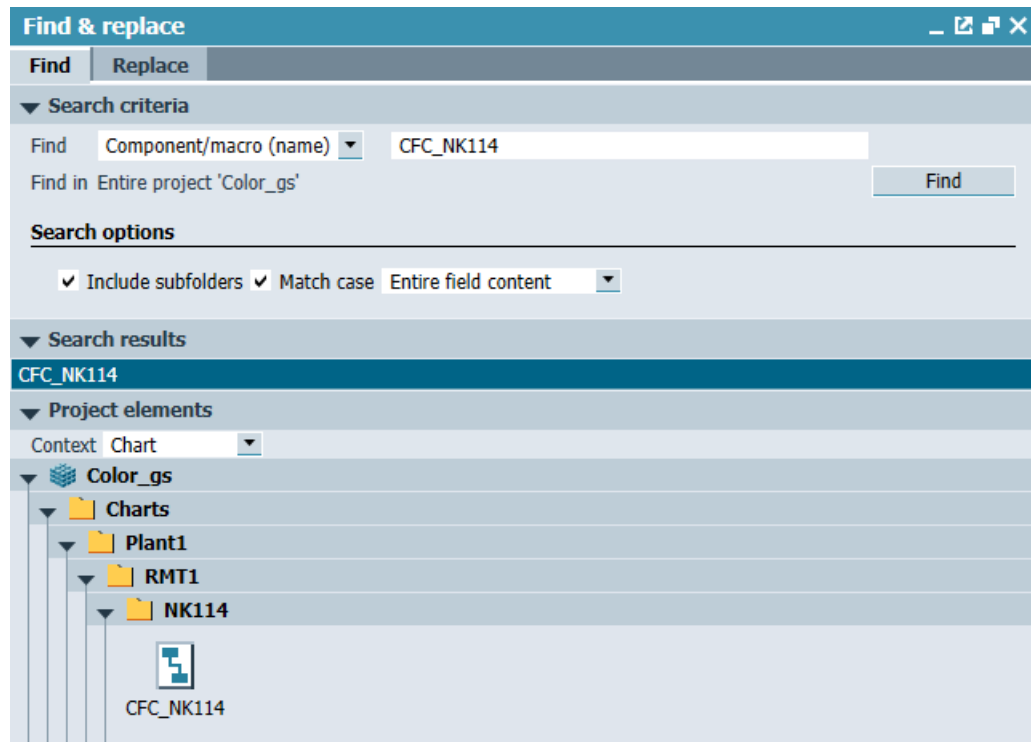 Find & replace
Find Replace
Search criteria
Find Component/macro (name) CFC_NK114
Find in Entire project 'Color_gs' Find
Search options
Include subfolders Match case Entire field content
Search results
CFC_NK114
Project elements
Context Chart
Color_gs
Charts
Plant1
RMT1
NK114
CFC_NK114